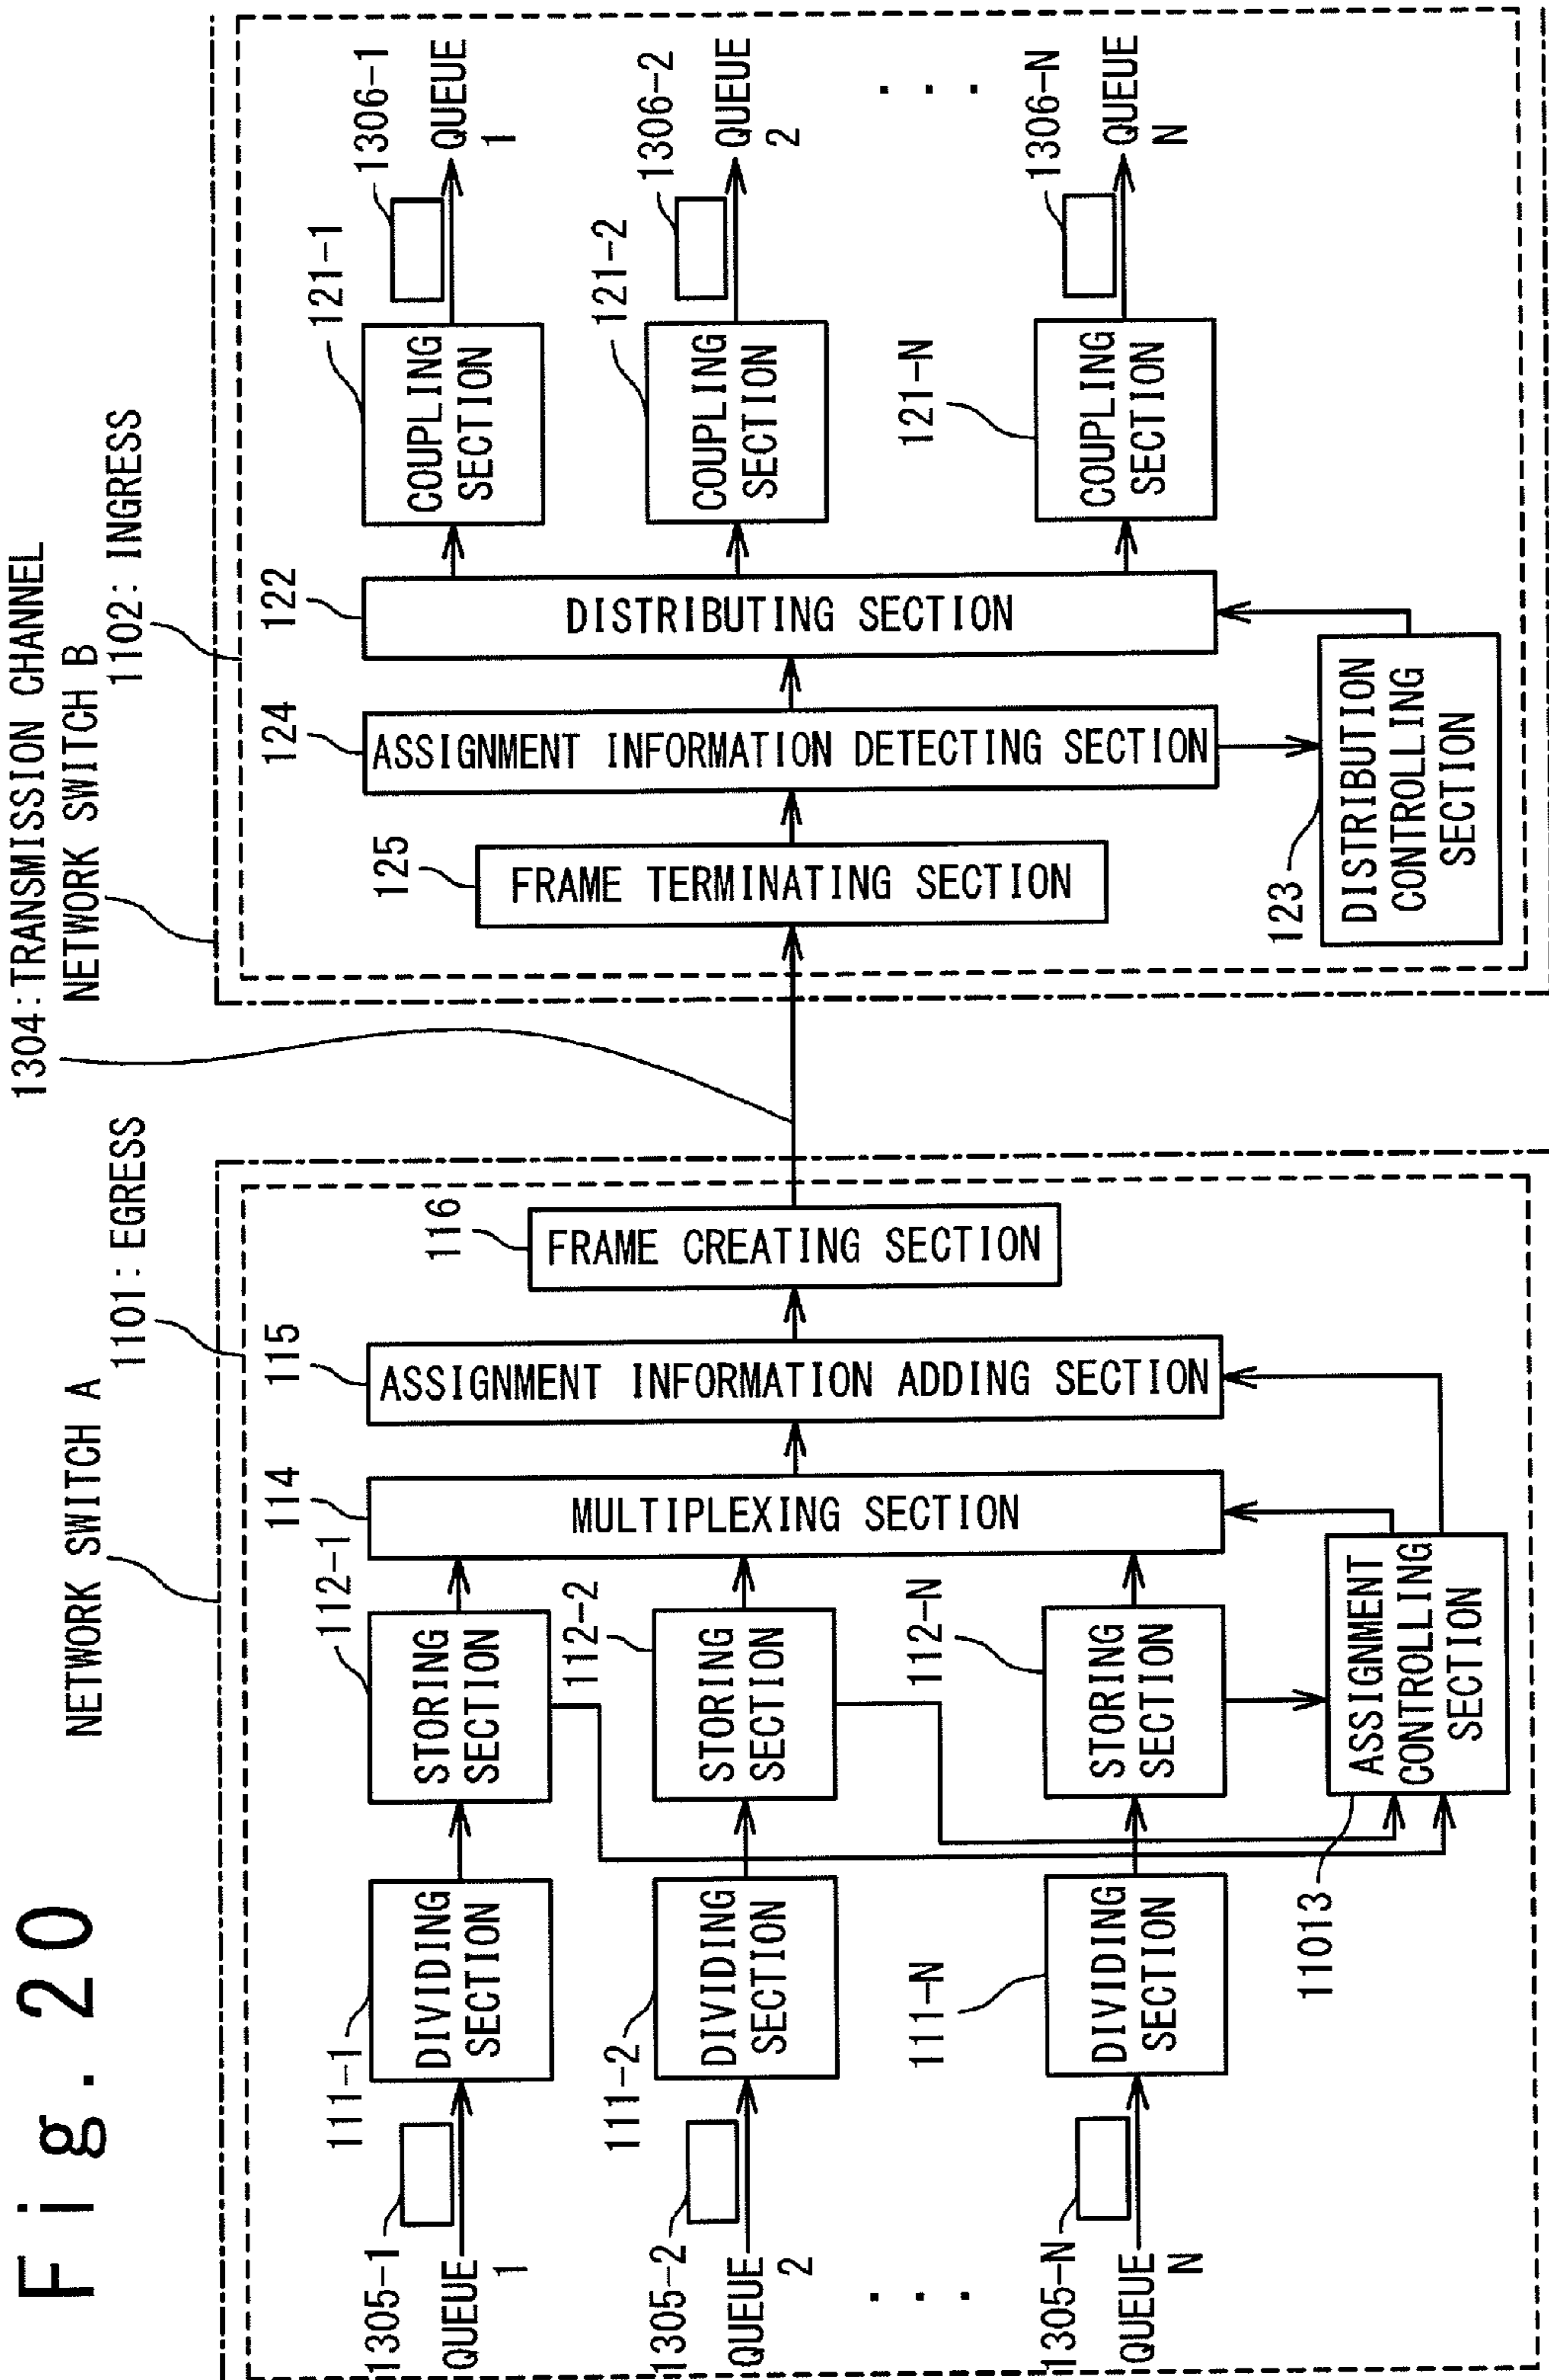 Fig. 20
NETWORK SWITCH A
1101: EGRESS
1304:TRANSMISSION CHANNEL
NETWORK SWITCH B
1102: INGRESS
1305-1
QUEUE
1
111-1
DIVIDING
SECTION
112-1
STORING
SECTION
1305-2
QUEUE
2
111-2
DIVIDING
SECTION
112-2
STORING
SECTION
. . .
1305-N
QUEUE
N
111-N
DIVIDING
SECTION
112-N
STORING
SECTION
11013
ASSIGNMENT
CONTROLLING
SECTION
114
MULTIPLEXING SECTION
115
ASSIGNMENT INFORMATION ADDING SECTION
116
FRAME CREATING SECTION
125
FRAME TERMINATING SECTION
124
ASSIGNMENT INFORMATION DETECTING SECTION
122
DISTRIBUTING SECTION
123
DISTRIBUTION
CONTROLLING
SECTION
121-1
COUPLING
SECTION
1306-1
QUEUE
1
121-2
COUPLING
SECTION
1306-2
QUEUE
2
. . .
121-N
COUPLING
SECTION
1306-N
QUEUE
N